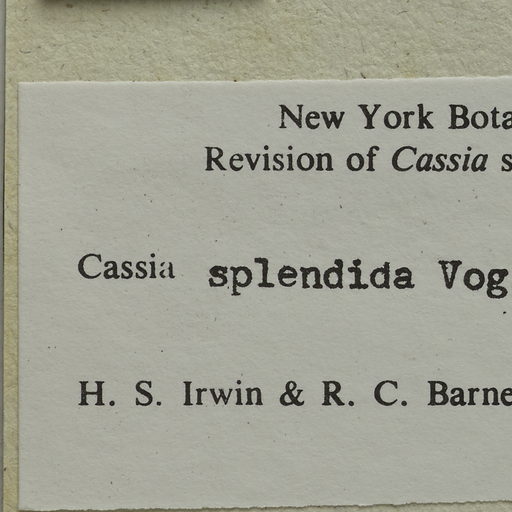 New York Bota
Revision of Cassia s
Cassia splendida Vog
H. S. Irwin & R. C. Barne